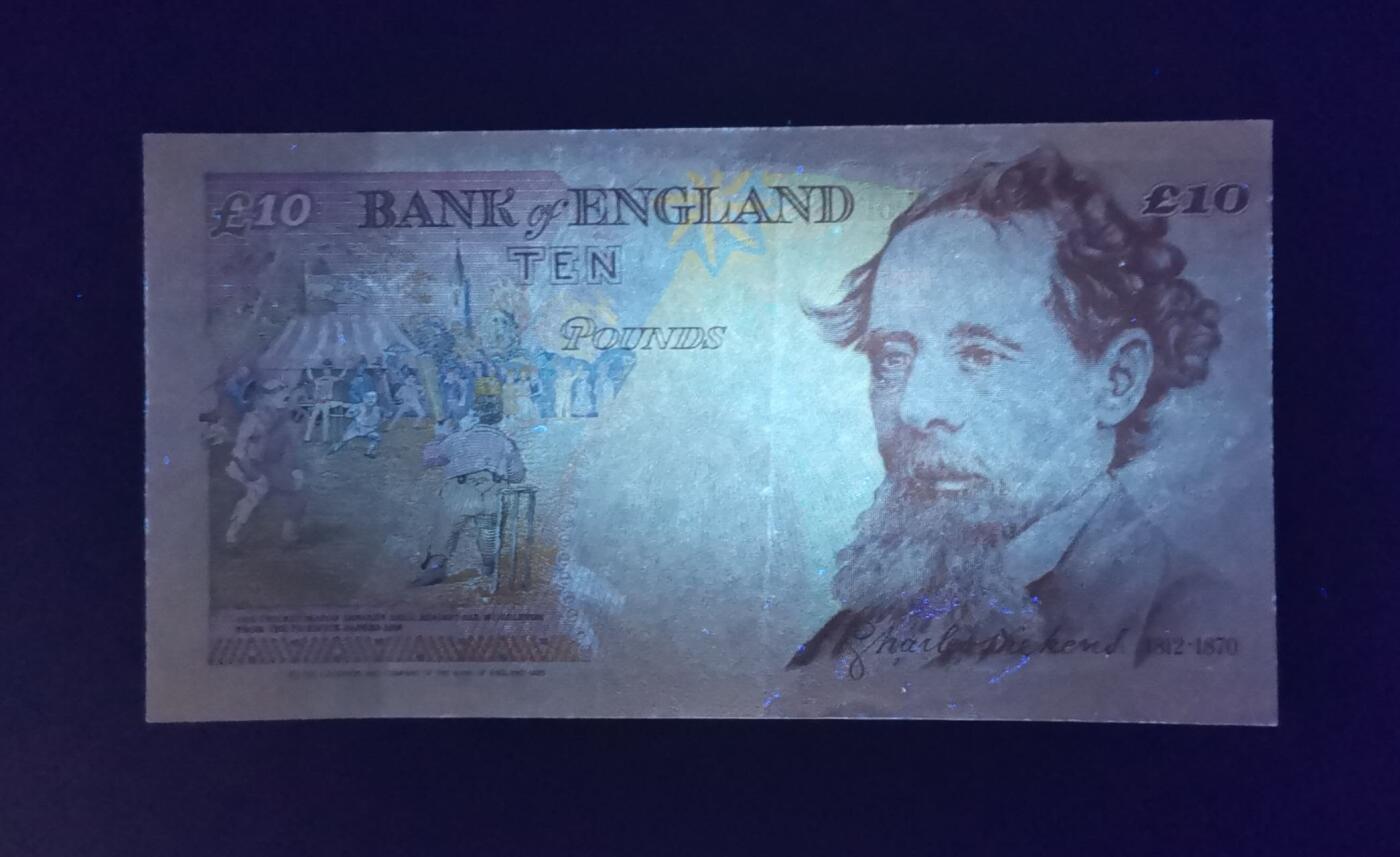 £10 BANK of ENGLAND £10
TEN
POUNDS
Charles Dickens 1812·1870